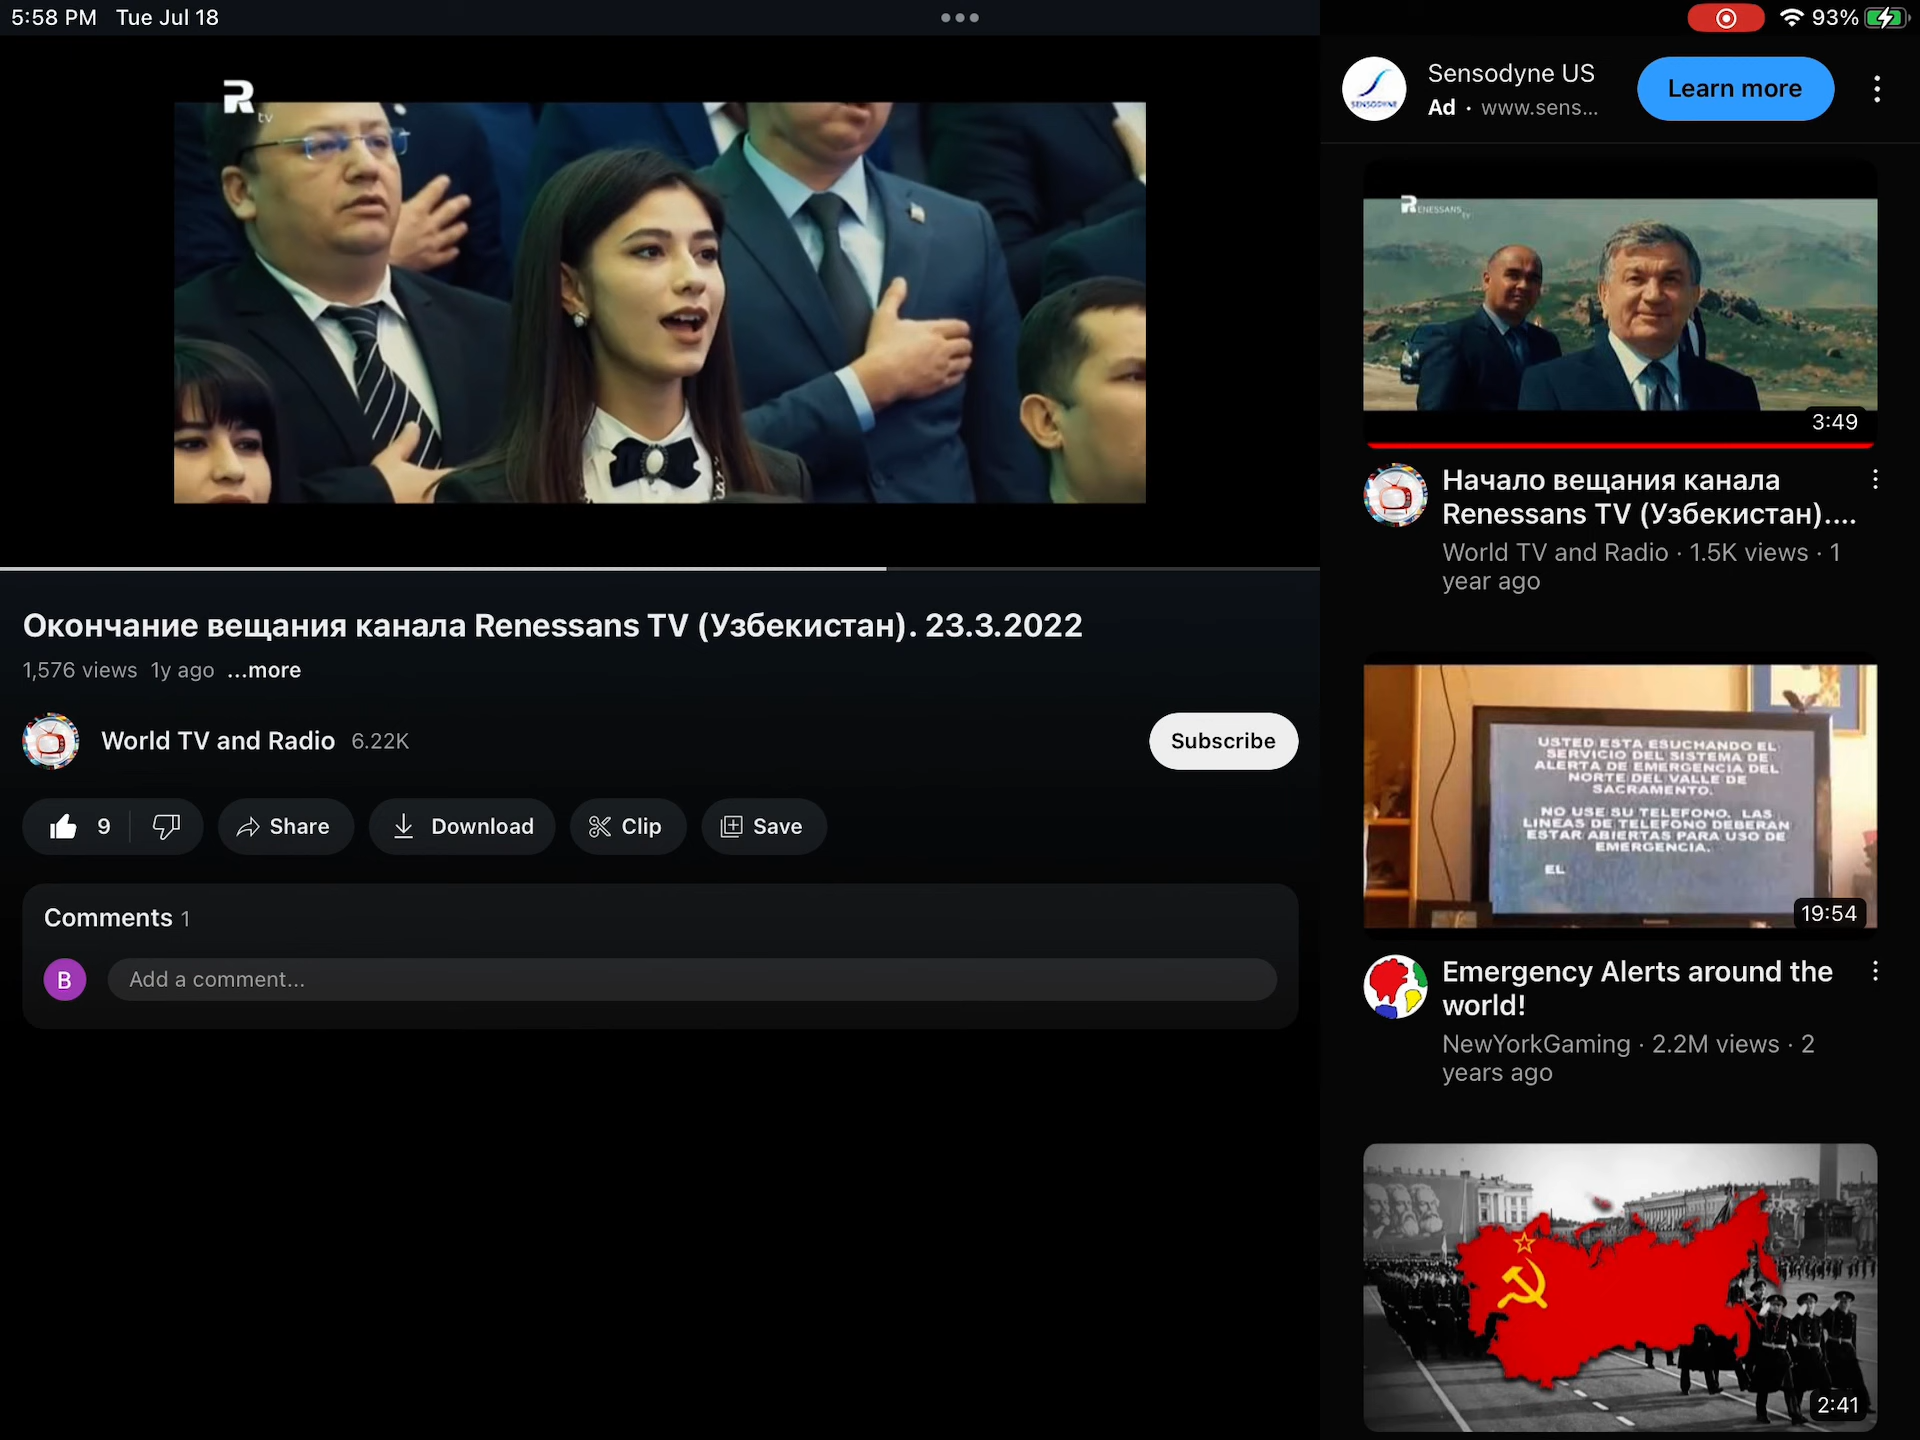 5:58 PM Tue Jul 18
93%
R
tv
Окончание вещания канала Renessans TV (Узбекистан). 23.3.2022
1,576 views 1y ago ...more
World TV and Radio 6.22K
Subscribe
9
Share
Download
Clip
Save
Comments 1
B
Add a comment...
SENSODYNE
Sensodyne US
Ad · www.sens...
Learn more
RENESSANS TV
3:49
Начало вещания канала
Renessans TV (Узбекистан)....
World TV and Radio · 1.5K views · 1
year ago
USTED ESTA ESUCHANDO EL
SERVICIO DEL SISTEMA DE
ALERTA DE EMERGENCIA DEL
NORTE DEL VALLE DE
SACRAMENTO.
NO USE SU TELEFONO. LAS
LINEAS DE TELEFONO DEBERAN
ESTAR ABIERTAS PARA USO DE
EMERGENCIA.
EL
19:54
Emergency Alerts around the
world!
NewYorkGaming · 2.2M views · 2
years ago
2:41